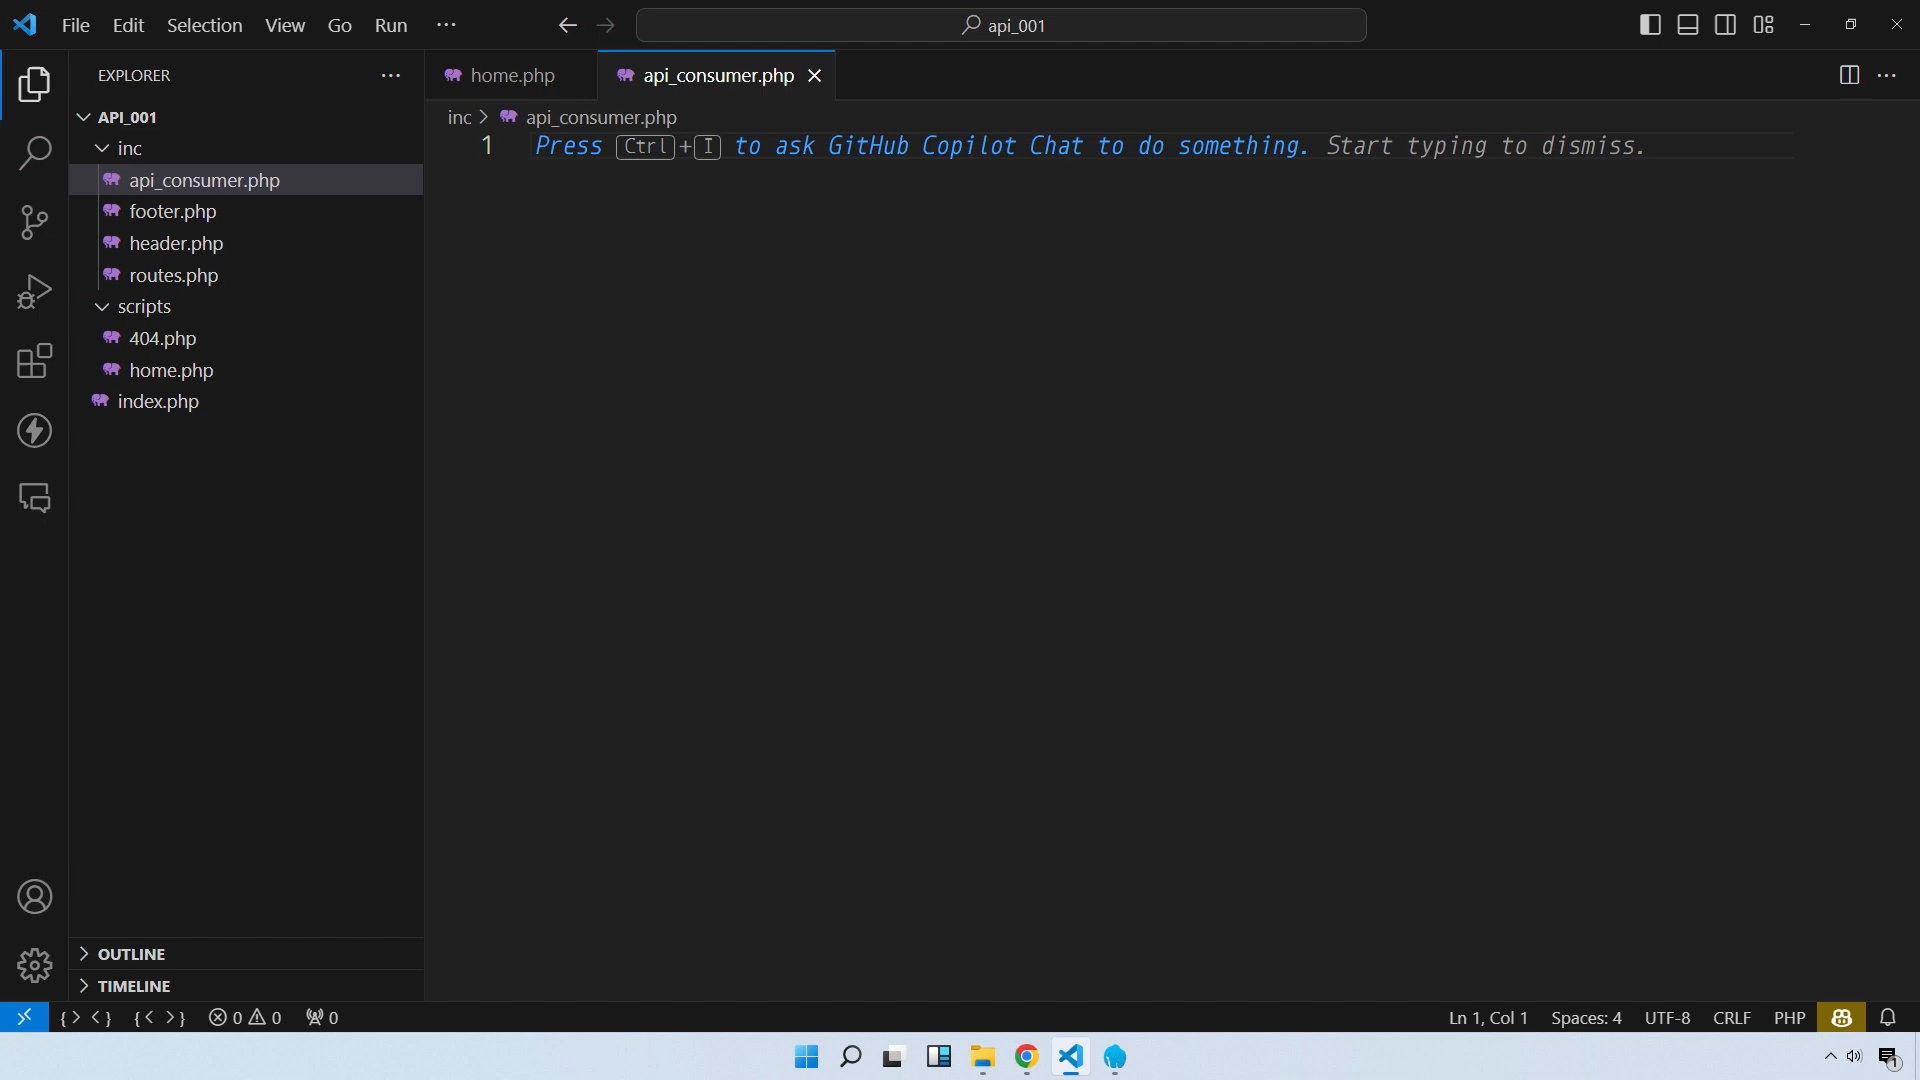 File Edit Selection View Go Run ···
api_001
EXPLORER ···
home.php
api_consumer.php
API_001
inc
api_consumer.php
footer.php
header.php
routes.php
scripts
404.php
home.php
index.php
OUTLINE
TIMELINE
inc > api_consumer.php
1 Press Ctrl+I to ask GitHub Copilot Chat to do something. Start typing to dismiss.
0 0 0
Ln 1, Col 1 Spaces: 4 UTF-8 CRLF PHP
1